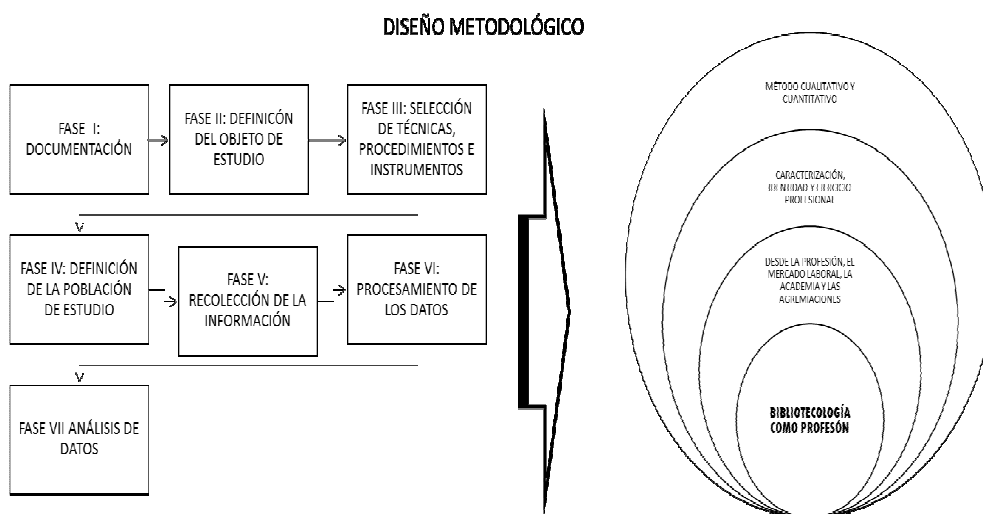 DISEÑO METODOLÓGICO
FASE I:
DOCUMENTACIÓN
FASE II: DEFINICÓN
DEL OBJETO DE
ESTUDIO
FASE III: SELECCIÓN
DE TÉCNICAS,
PROCEDIMIENTOS E
INSTRUMENTOS
FASE IV: DEFINICIÓN
DE LA POBLACIÓN
DE ESTUDIO
FASE V:
RECOLECCIÓN DE LA
INFORMACIÓN
FASE VI:
PROCESAMIENTO DE
LOS DATOS
FASE VII ANÁLISIS DE
DATOS
MÉTODO CUALITATIVO Y
CUANTITATIVO
CARACTERIZACIÓN,
IDENTIDAD Y EJERCICIO
PROFESIONAL
DESDE LA PROFESIÓN, EL
MERCADO LABORAL, LA
ACADEMIA Y LAS
AGREMIACIONES
BIBLIOTECOLOGÍA
COMO PROFESÓN